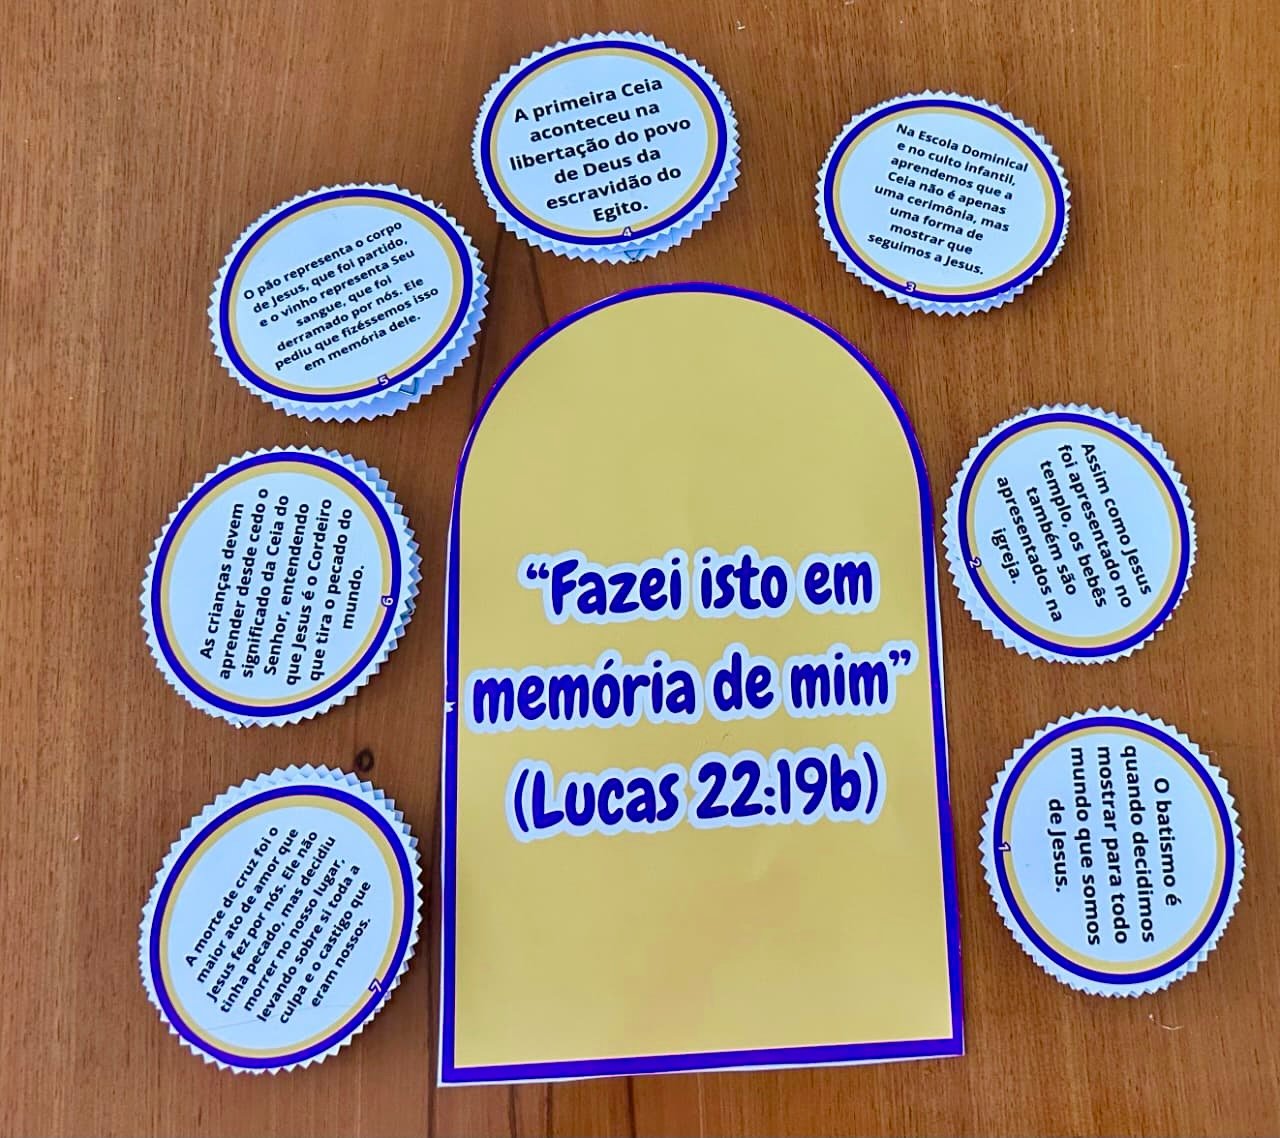 A primeira Ceia
aconteceu na
libertação do povo
de Deus da
escravidão do
Egito.
4
Na Escola Dominical
e no culto infantil,
aprendemos que a
Ceia não é apenas
uma cerimônia, mas
uma forma de
mostrar que
seguimos a Jesus.
3
O pão representa o corpo
de Jesus, que foi partido,
e o vinho representa Seu
sangue, que foi
derramado por nós. Ele
pediu que fizéssemos isso
em memória dele.
5
Assim como Jesus
foi apresentado no
templo, os bebês
também são
apresentados na
igreja.
2
As crianças devem
aprender desde cedo o
significado da Ceia do
Senhor, entendendo
que Jesus é o Cordeiro
que tira o pecado do
mundo.
6
“Fazei isto em
memória de mim”
(Lucas 22:19b)
O batismo é
quando decidimos
mostrar para todo
mundo que somos
de Jesus.
1
A morte de cruz foi o
maior ato de amor que
Jesus fez por nós. Ele não
tinha pecado, mas decidiu
morrer no nosso lugar,
levando sobre si toda a
culpa e o castigo que
eram nossos.
7